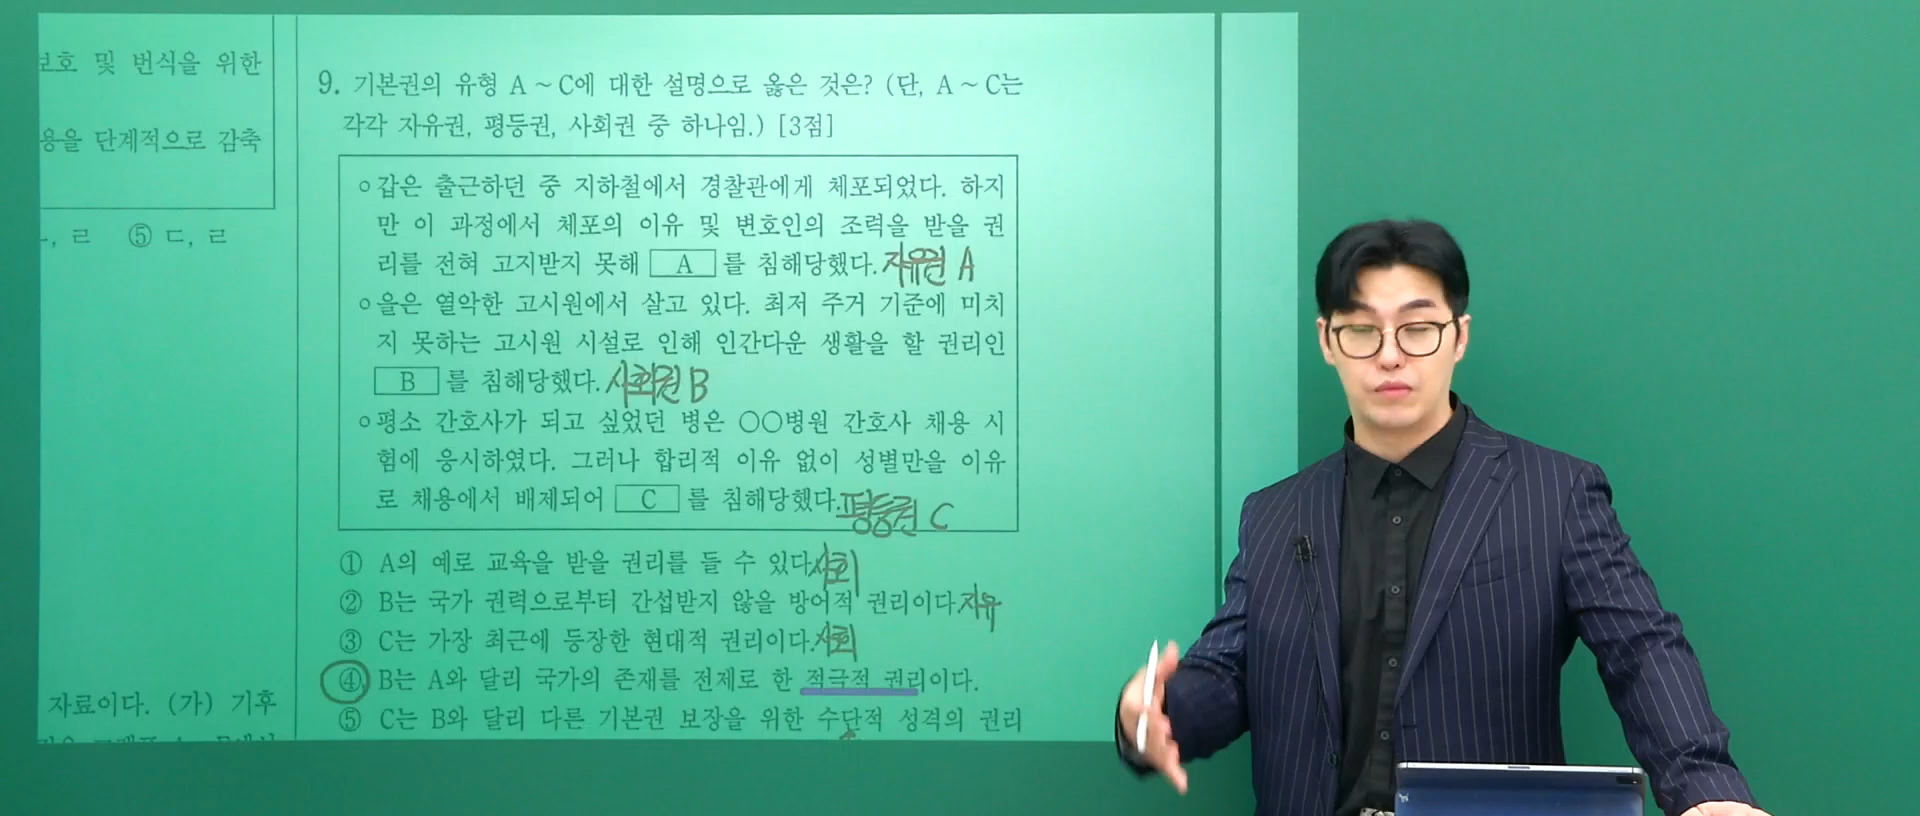 보호 및 번식을 위한
용을 단계적으로 감축
, ㄹ ⑤ ㄷ, ㄹ
자료이다. (가) 기후
9. 기본권의 유형 A ~ C에 대한 설명으로 옳은 것은? (단, A ~ C는
각각 자유권, 평등권, 사회권 중 하나임.) [3점]
○ 갑은 출근하던 중 지하철에서 경찰관에게 체포되었다. 하지
만 이 과정에서 체포의 이유 및 변호인의 조력을 받을 권
리를 전혀 고지받지 못해 A 를 침해당했다. 자유권 A
○ 을은 열악한 고시원에서 살고 있다. 최저 주거 기준에 미치
지 못하는 고시원 시설로 인해 인간다운 생활을 할 권리인
B 를 침해당했다. 사회권 B
○ 평소 간호사가 되고 싶었던 병은 ○○병원 간호사 채용 시
험에 응시하였다. 그러나 합리적 이유 없이 성별만을 이유
로 채용에서 배제되어 C 를 침해당했다. 평등권 C
① A의 예로 교육을 받을 권리를 들 수 있다. 사회
② B는 국가 권력으로부터 간섭받지 않을 방어적 권리이다. 자유
③ C는 가장 최근에 등장한 현대적 권리이다. 사회
④ B는 A와 달리 국가의 존재를 전제로 한 적극적 권리이다.
⑤ C는 B와 달리 다른 기본권 보장을 위한 수단적 성격의 권리